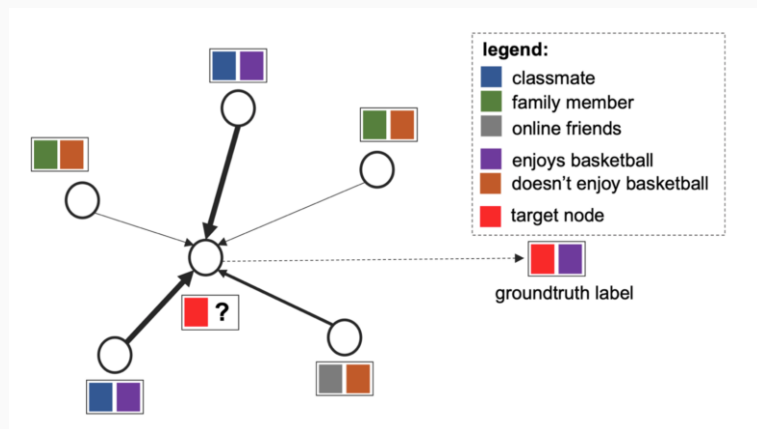 legend:
classmate
family member
online friends
enjoys basketball
doesn't enjoy basketball
target node
?
groundtruth label